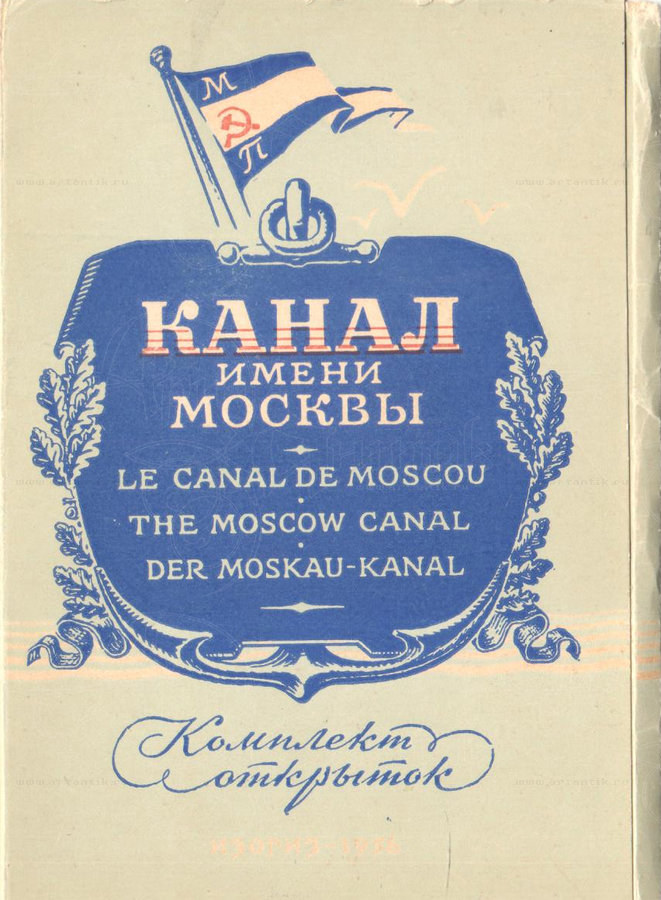 М
П
КАНАЛ
ИМЕНИ
МОСКВЫ
LE CANAL DE MOSCOU
THE MOSCOW CANAL
DER MOSKAU-KANAL
Комплект
открыток